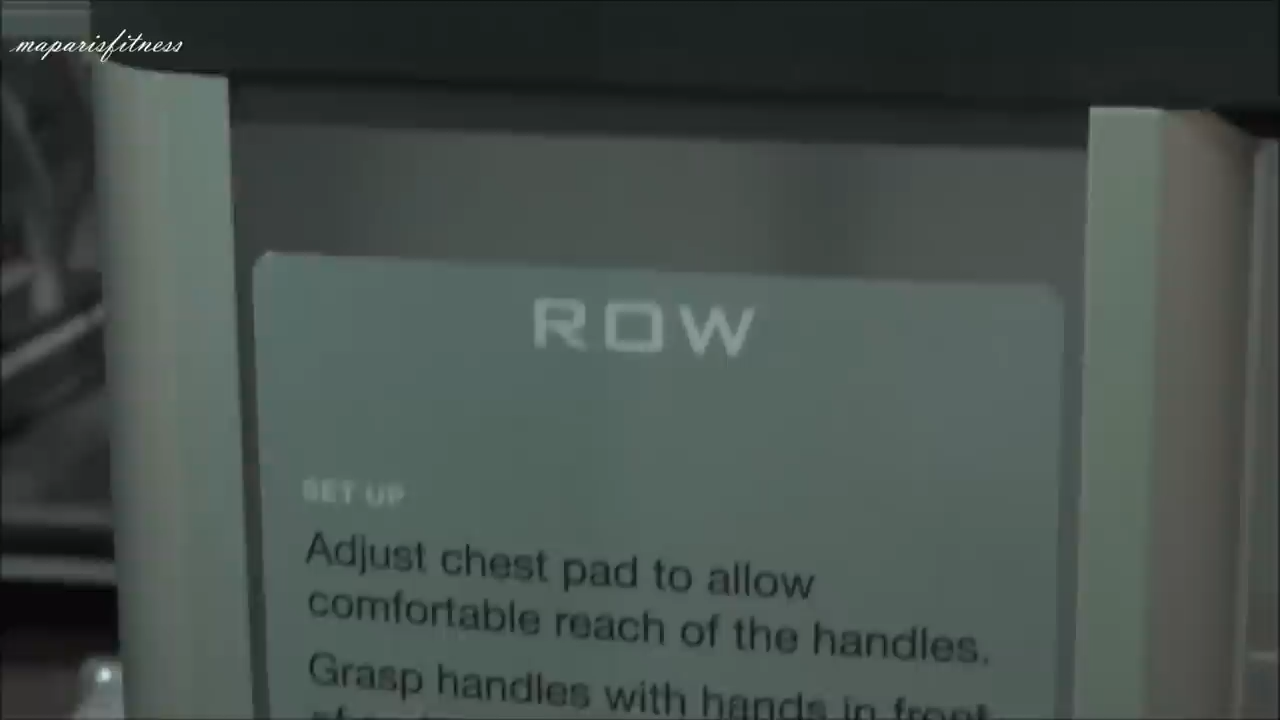 maparisfitness
ROW
SET UP
Adjust chest pad to allow
comfortable reach of the handles.
Grasp handles with hands in front